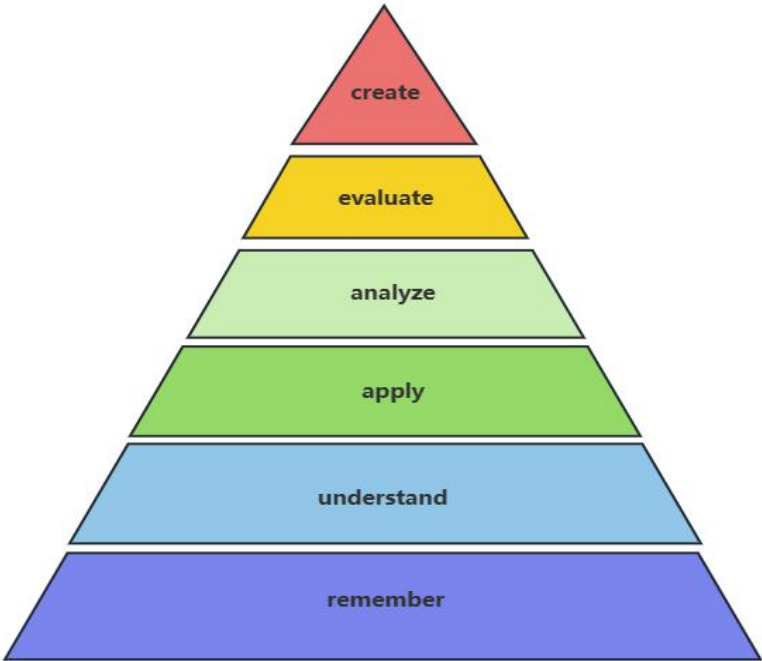 create
evaluate
analyze
apply
understand
remember